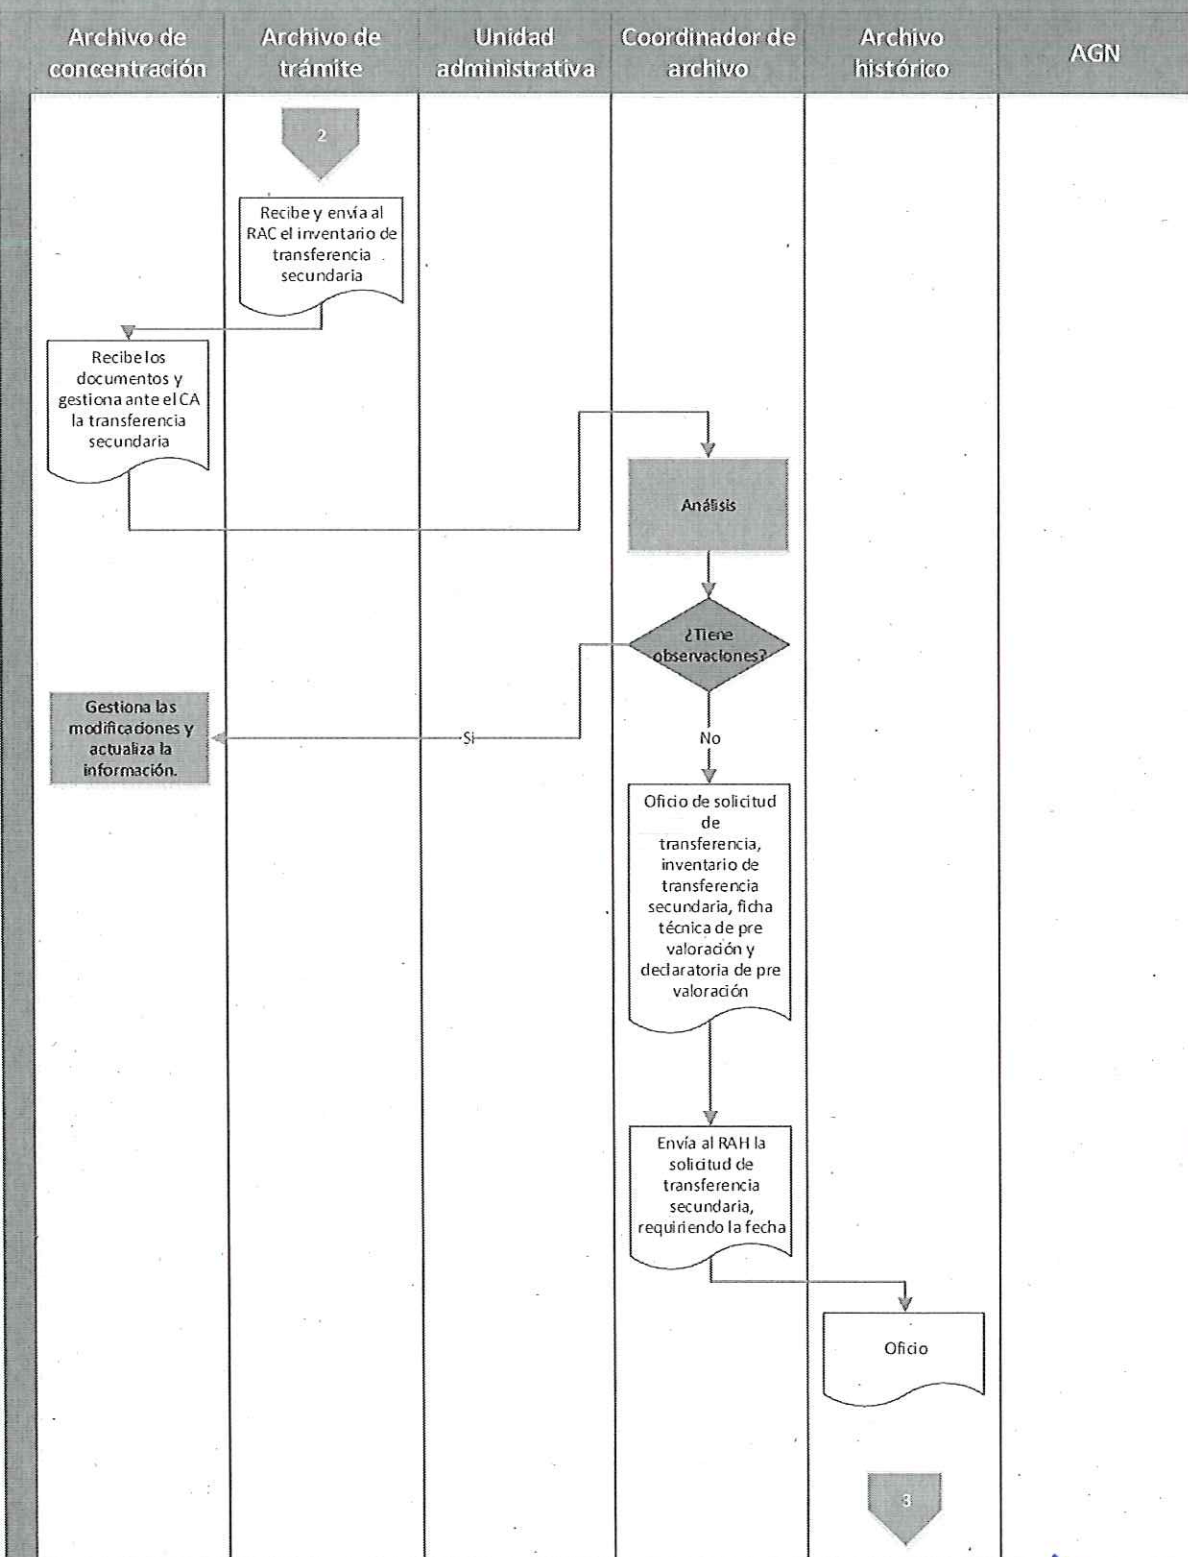 Archivo de
concentración
Archivo de
trámite
Unidad
administrativa
Coordinador de
archivo
Archivo
histórico
AGN
2
Recibe y envía al
RAC el inventario de
transferencia
secundaria
Recibe los
documentos y
gestiona ante el CA
la transferencia
secundaria
Análisis
¿Tiene
observaciones?
Gestiona las
modificaciones y
actualiza la
información.
Si
No
Oficio de solicitud
de
transferencia,
inventario de
transferencia
secundaria, ficha
técnica de pre
valoración y
declaratoria de pre
valoración
Envía al RAH la
solicitud de
transferencia
secundaria,
requiriendo la fecha
Oficio
3